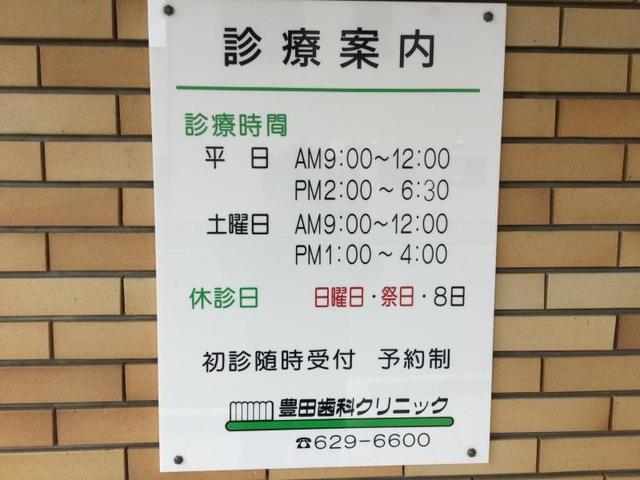 診療案内
診療時間
平日 AM9:00~12:00
PM2:00~6:30
土曜日 AM9:00~12:00
PM1:00~4:00
休診日 日曜日・祭日・8日
初診随時受付 予約制
豊田歯科クリニック
☎629-6600